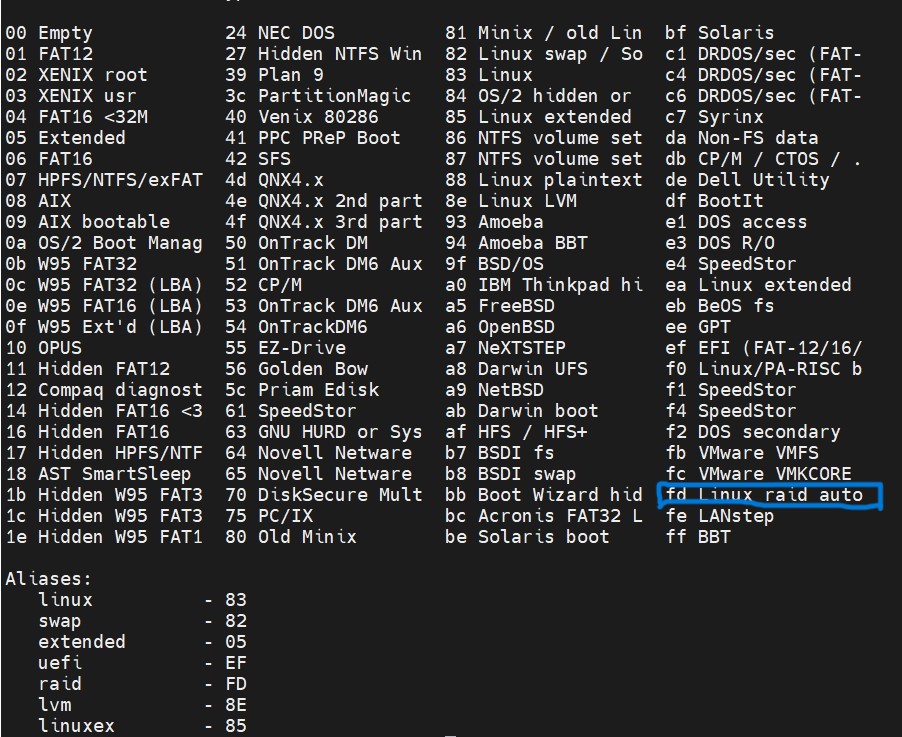 00 Empty 24 NEC DOS 81 Minix / old Lin bf Solaris
01 FAT12 27 Hidden NTFS Win 82 Linux swap / So c1 DRDOS/sec (FAT-
02 XENIX root 39 Plan 9 83 Linux c4 DRDOS/sec (FAT-
03 XENIX usr 3c PartitionMagic 84 OS/2 hidden or c6 DRDOS/sec (FAT-
04 FAT16 <32M 40 Venix 80286 85 Linux extended c7 Syrinx
05 Extended 41 PPC PReP Boot 86 NTFS volume set da Non-FS data
06 FAT16 42 SFS 87 NTFS volume set db CP/M / CTOS / .
07 HPFS/NTFS/exFAT 4d QNX4.x 88 Linux plaintext de Dell Utility
08 AIX 4e QNX4.x 2nd part 8e Linux LVM df BootIt
09 AIX bootable 4f QNX4.x 3rd part 93 Amoeba e1 DOS access
0a OS/2 Boot Manag 50 OnTrack DM 94 Amoeba BBT e3 DOS R/O
0b W95 FAT32 51 OnTrack DM6 Aux 9f BSD/OS e4 SpeedStor
0c W95 FAT32 (LBA) 52 CP/M a0 IBM Thinkpad hi ea Linux extended
0e W95 FAT16 (LBA) 53 OnTrack DM6 Aux a5 FreeBSD eb BeOS fs
0f W95 Ext'd (LBA) 54 OnTrackDM6 a6 OpenBSD ee GPT
10 OPUS 55 EZ-Drive a7 NeXTSTEP ef EFI (FAT-12/16/
11 Hidden FAT12 56 Golden Bow a8 Darwin UFS f0 Linux/PA-RISC b
12 Compaq diagnost 5c Priam Edisk a9 NetBSD f1 SpeedStor
14 Hidden FAT16 <3 61 SpeedStor ab Darwin boot f4 SpeedStor
16 Hidden FAT16 63 GNU HURD or Sys af HFS / HFS+ f2 DOS secondary
17 Hidden HPFS/NTF 64 Novell Netware b7 BSDI fs fb VMware VMFS
18 AST SmartSleep 65 Novell Netware b8 BSDI swap fc VMware VMKCORE
1b Hidden W95 FAT3 70 DiskSecure Mult bb Boot Wizard hid fd Linux raid auto
1c Hidden W95 FAT3 75 PC/IX bc Acronis FAT32 L fe LANstep
1e Hidden W95 FAT1 80 Old Minix be Solaris boot ff BBT
Aliases:
linux - 83
swap - 82
extended - 05
uefi - EF
raid - FD
lvm - 8E
linuxex - 85